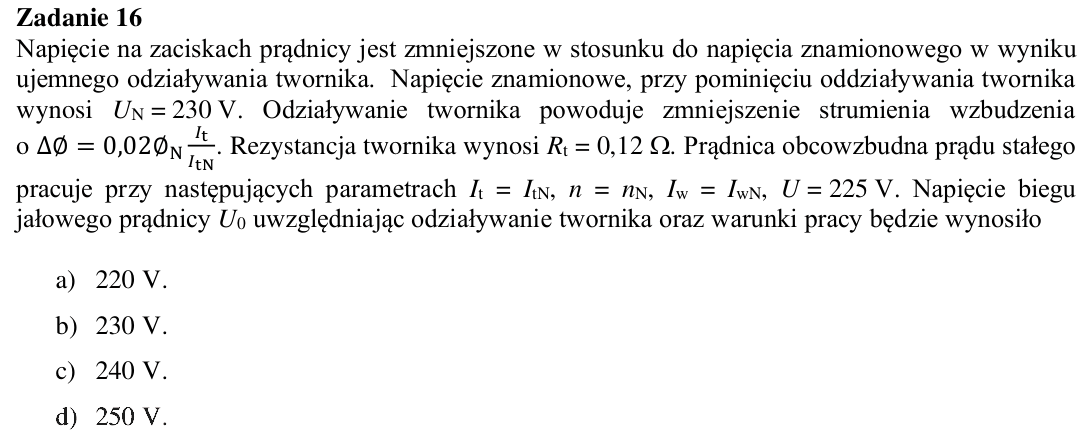 Zadanie 16
Napięcie na zaciskach prądnicy jest zmniejszone w stosunku do napięcia znamionowego w wyniku
ujemnego odziaływania twornika. Napięcie znamionowe, przy pominięciu oddziaływania twornika
wynosi U_N = 230 V. Odziaływanie twornika powoduje zmniejszenie strumienia wzbudzenia
o ΔØ = 0,02Ø_N I_t/I_tN. Rezystancja twornika wynosi R_t = 0,12 Ω. Prądnica obcowzbudna prądu stałego
pracuje przy następujących parametrach I_t = I_tN, n = n_N, I_w = I_wN, U = 225 V. Napięcie biegu
jałowego prądnicy U_0 uwzględniając odziaływanie twornika oraz warunki pracy będzie wynosiło
a) 220 V.
b) 230 V.
c) 240 V.
d) 250 V.